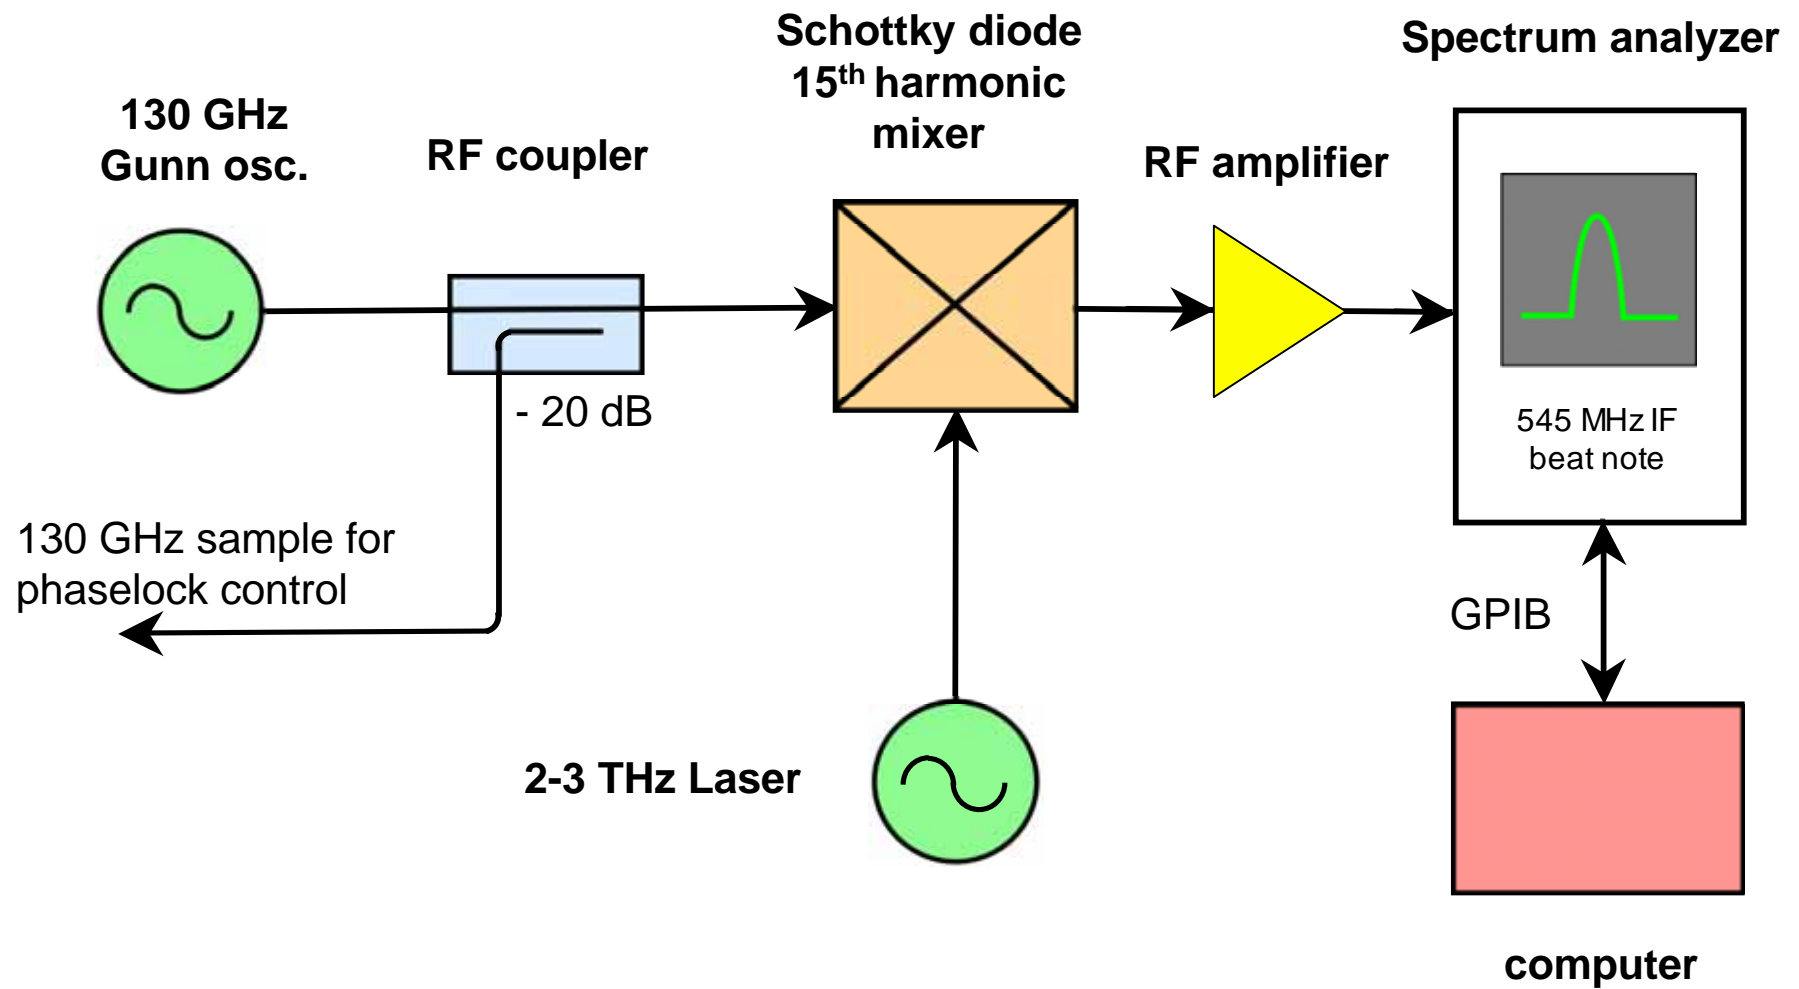 Schottky diode
15th harmonic
mixer
Spectrum analyzer
130 GHz
Gunn osc.
RF coupler
RF amplifier
- 20 dB
545 MHz IF
beat note
130 GHz sample for
phaselock control
GPIB
2-3 THz Laser
computer